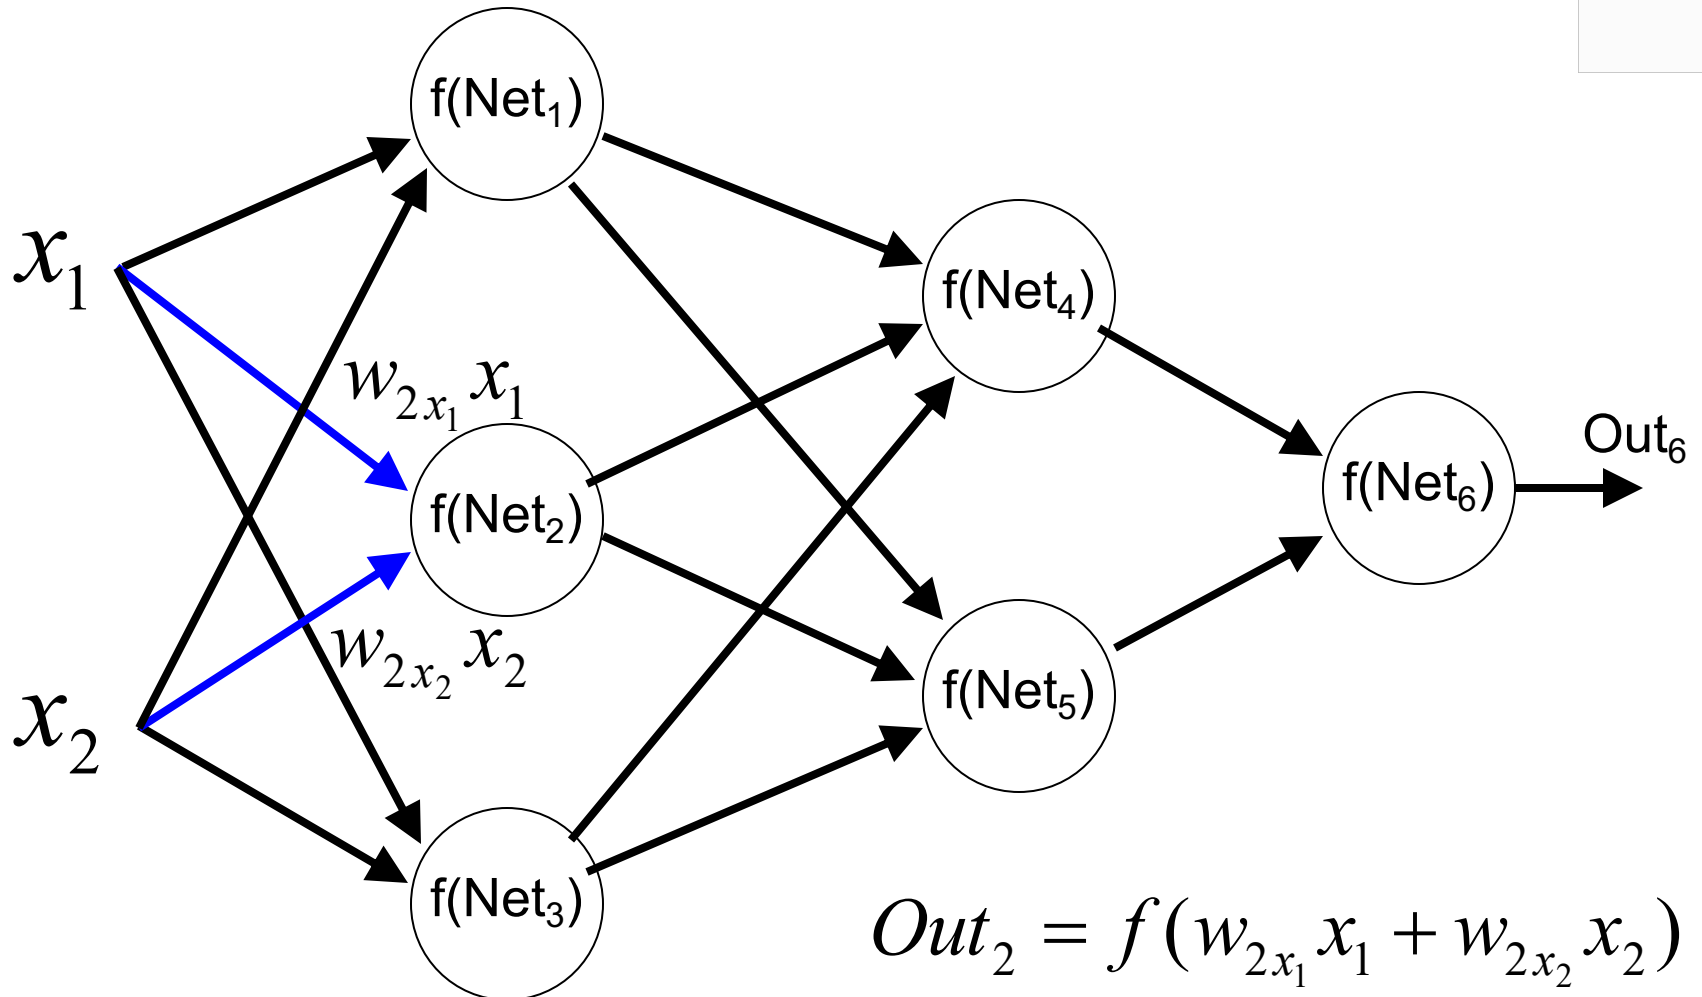 f(Net₁)
x₁
f(Net₄)
w₂ₓ₁ x₁
Out₆
f(Net₂)
f(Net₆)
w₂ₓ₂ x₂
x₂
f(Net₅)
f(Net₃)
Out₂ = f(w₂ₓ₁ x₁ + w₂ₓ₂ x₂)